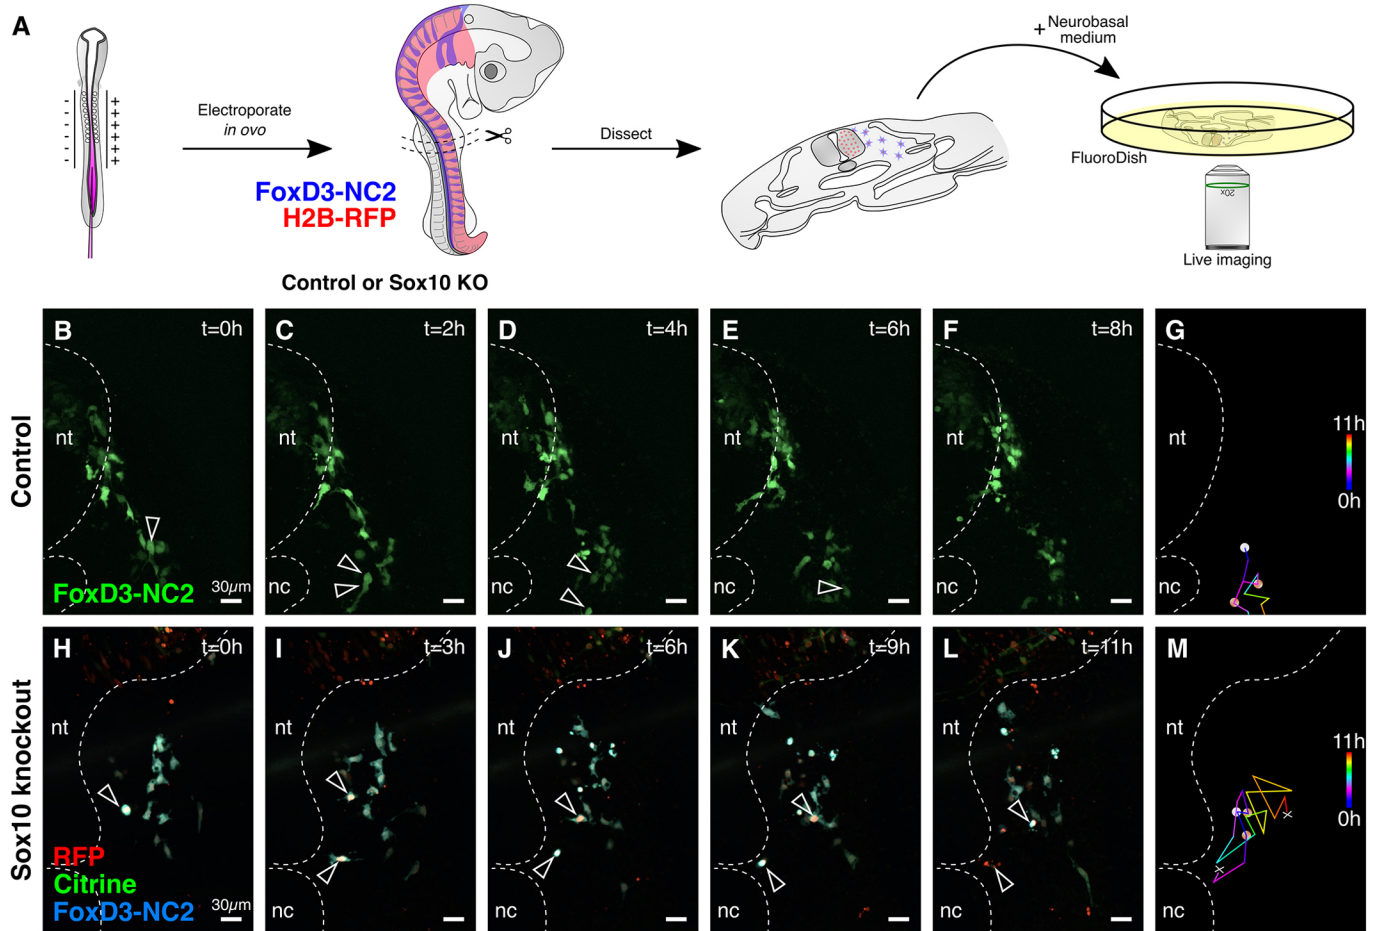 A
Electroporate
in ovo
FoxD3-NC2
H2B-RFP
Control or Sox10 KO
Dissect
+ Neurobasal
medium
FluoroDish
20x
Live imaging
- +
- +
- +
- +
- +
- +
Control
B t=0h
nt
FoxD3-NC2
30µm
C t=2h
nt
nc
D t=4h
nt
nc
E t=6h
nt
nc
F t=8h
nt
nc
G
nt
nc
11h
0h
Sox10 knockout
H t=0h
nt
RFP
Citrine
FoxD3-NC2
30µm
I t=3h
nt
nc
J t=6h
nt
nc
K t=9h
nt
nc
L t=11h
nt
nc
M
nt
nc
11h
0h